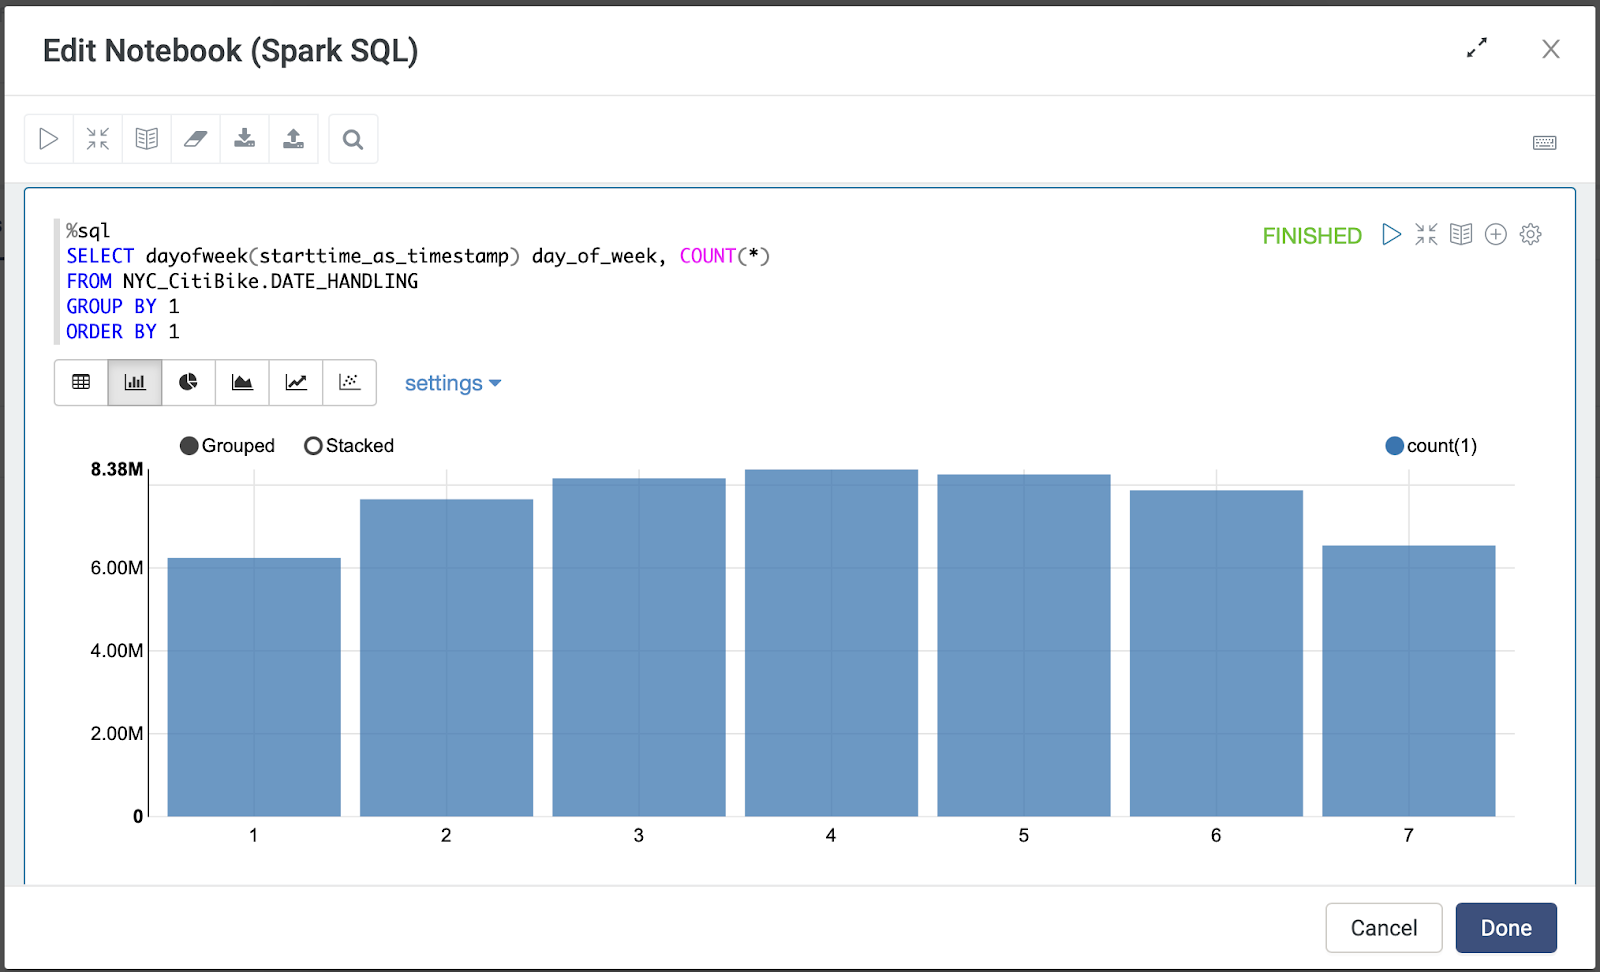 Edit Notebook (Spark SQL)
%sql
SELECT dayofweek(starttime_as_timestamp) day_of_week, COUNT(*)
FROM NYC_CitiBike.DATE_HANDLING
GROUP BY 1
ORDER BY 1
FINISHED
settings
Grouped Stacked count(1)
8.38M
6.00M
4.00M
2.00M
0
1 2 3 4 5 6 7
Cancel Done